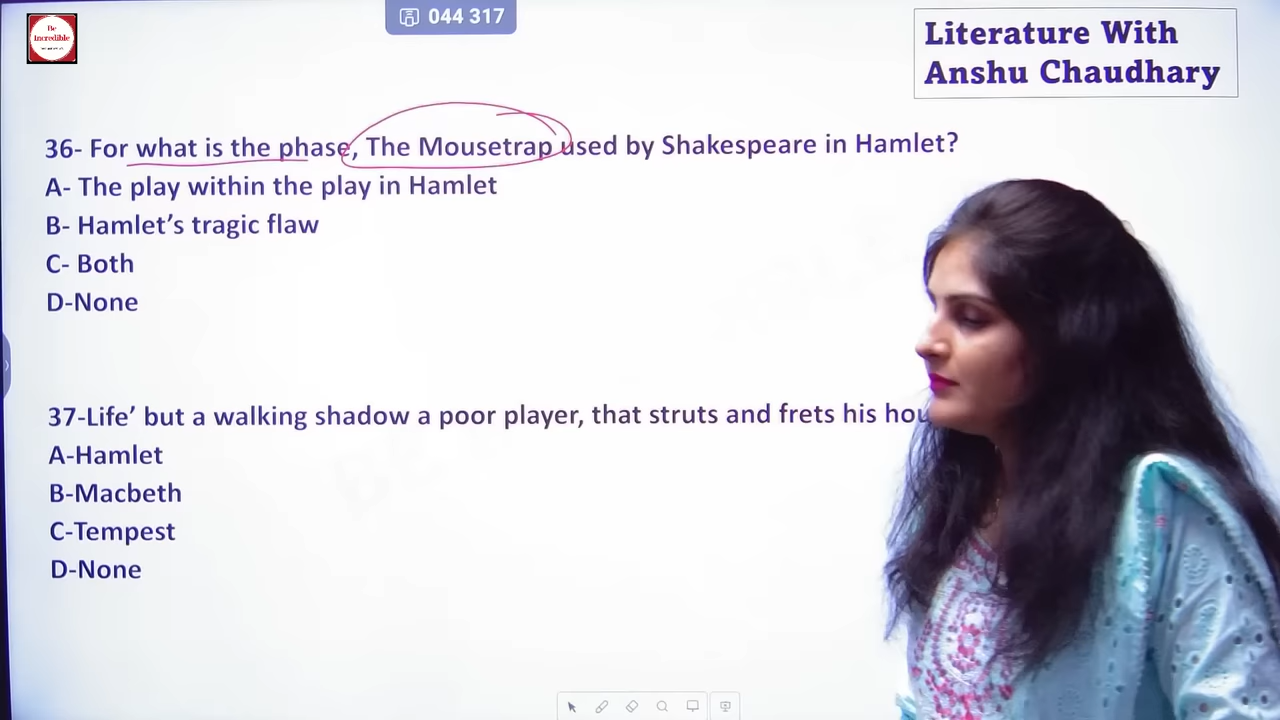 Be
Incredible
044 317
Literature With
Anshu Chaudhary
36- For what is the phase, The Mousetrap used by Shakespeare in Hamlet?
A- The play within the play in Hamlet
B- Hamlet’s tragic flaw
C- Both
D-None
37-Life’ but a walking shadow a poor player, that struts and frets his
A-Hamlet
B-Macbeth
C-Tempest
D-None